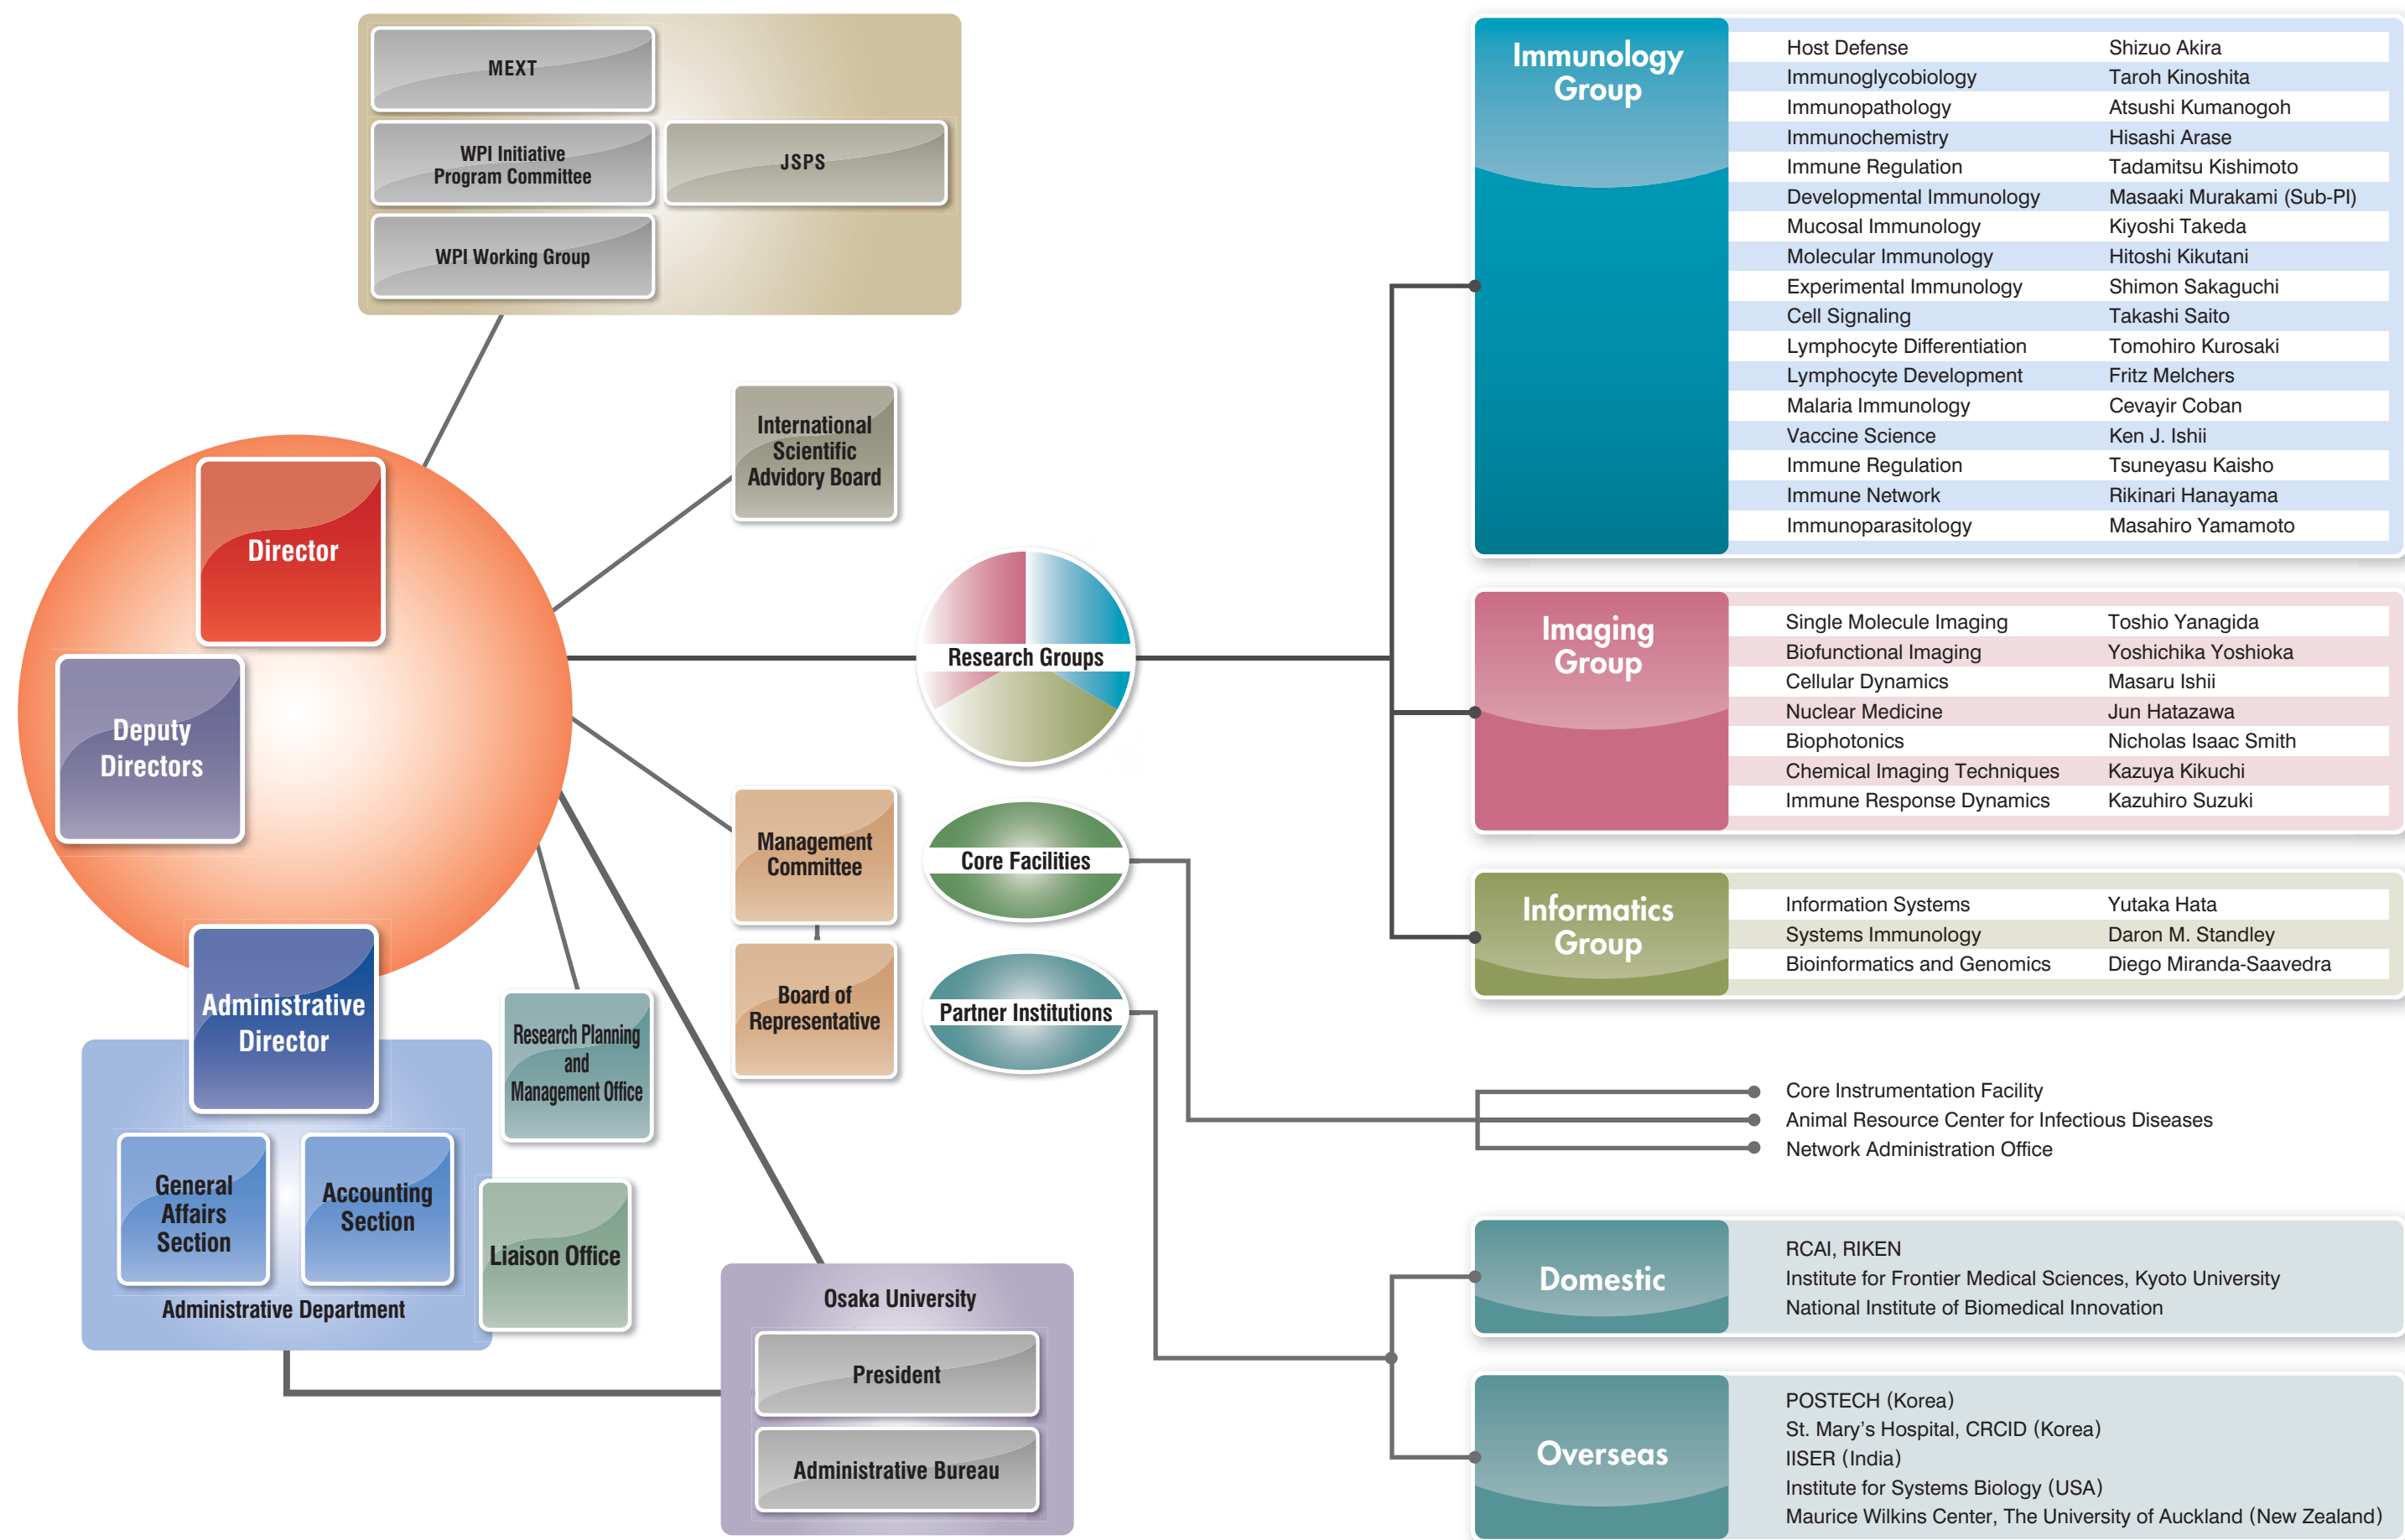 MEXT
WPI Initiative
Program Committee
JSPS
WPI Working Group
International
Scientific
Advidory Board
Director
Deputy
Directors
Administrative
Director
General
Affairs
Section
Accounting
Section
Administrative Department
Research Planning
and
Management Office
Liaison Office
Management
Committee
Board of
Representative
Osaka University
President
Administrative Bureau
Research Groups
Core Facilities
Partner Institutions
Immunology
Group
Host Defense Shizuo Akira
Immunoglycobiology Taroh Kinoshita
Immunopathology Atsushi Kumanogoh
Immunochemistry Hisashi Arase
Immune Regulation Tadamitsu Kishimoto
Developmental Immunology Masaaki Murakami (Sub-PI)
Mucosal Immunology Kiyoshi Takeda
Molecular Immunology Hitoshi Kikutani
Experimental Immunology Shimon Sakaguchi
Cell Signaling Takashi Saito
Lymphocyte Differentiation Tomohiro Kurosaki
Lymphocyte Development Fritz Melchers
Malaria Immunology Cevayir Coban
Vaccine Science Ken J. Ishii
Immune Regulation Tsuneyasu Kaisho
Immune Network Rikinari Hanayama
Immunoparasitology Masahiro Yamamoto
Imaging
Group
Single Molecule Imaging Toshio Yanagida
Biofunctional Imaging Yoshichika Yoshioka
Cellular Dynamics Masaru Ishii
Nuclear Medicine Jun Hatazawa
Biophotonics Nicholas Isaac Smith
Chemical Imaging Techniques Kazuya Kikuchi
Immune Response Dynamics Kazuhiro Suzuki
Informatics
Group
Information Systems Yutaka Hata
Systems Immunology Daron M. Standley
Bioinformatics and Genomics Diego Miranda-Saavedra
Core Instrumentation Facility
Animal Resource Center for Infectious Diseases
Network Administration Office
Domestic
RCAI, RIKEN
Institute for Frontier Medical Sciences, Kyoto University
National Institute of Biomedical Innovation
Overseas
POSTECH (Korea)
St. Mary's Hospital, CRCID (Korea)
IISER (India)
Institute for Systems Biology (USA)
Maurice Wilkins Center, The University of Auckland (New Zealand)